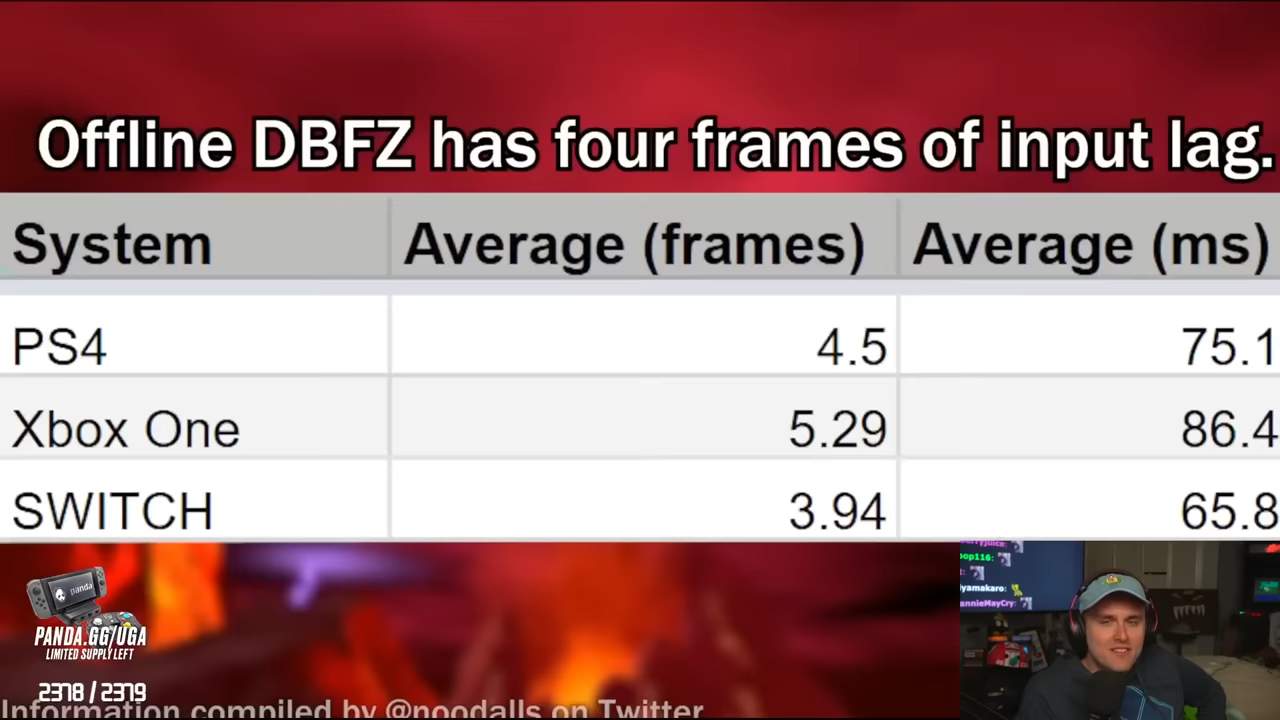 Offline DBFZ has four frames of input lag.
System Average (frames) Average (ms)
PS4 4.5 75.1
Xbox One 5.29 86.4
SWITCH 3.94 65.8
panda
PANDA.GG/UGA
LIMITED SUPPLY LEFT
2378 / 2379
Information compiled by @noodalls on Twitter